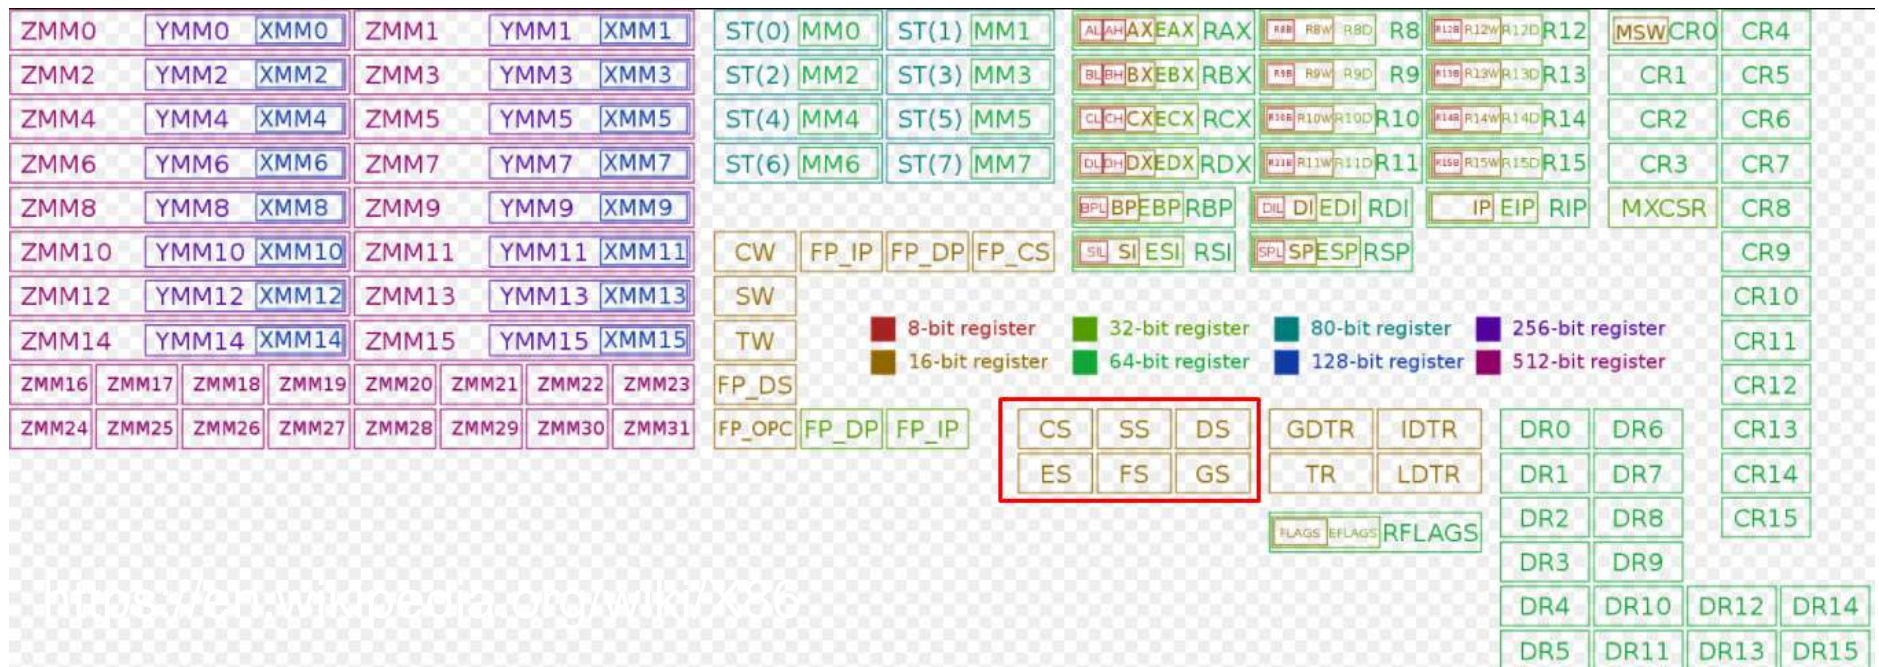 ZMM0 YMM0 XMM0 ZMM1 YMM1 XMM1 ST(0) MM0 ST(1) MM1 AL AH AX EAX RAX R8B R8W R8D R8 R12B R12W R12D R12 MSW CR0 CR4
ZMM2 YMM2 XMM2 ZMM3 YMM3 XMM3 ST(2) MM2 ST(3) MM3 BL BH BX EBX RBX R9B R9W R9D R9 R13B R13W R13D R13 CR1 CR5
ZMM4 YMM4 XMM4 ZMM5 YMM5 XMM5 ST(4) MM4 ST(5) MM5 CL CH CX ECX RCX R10B R10W R10D R10 R14B R14W R14D R14 CR2 CR6
ZMM6 YMM6 XMM6 ZMM7 YMM7 XMM7 ST(6) MM6 ST(7) MM7 DL DH DX EDX RDX R11B R11W R11D R11 R15B R15W R15D R15 CR3 CR7
ZMM8 YMM8 XMM8 ZMM9 YMM9 XMM9 BPL BP EBP RBP DIL DI EDI RDI IP EIP RIP MXCSR CR8
ZMM10 YMM10 XMM10 ZMM11 YMM11 XMM11 CW FP_IP FP_DP FP_CS SIL SI ESI RSI SPL SP ESP RSP CR9
ZMM12 YMM12 XMM12 ZMM13 YMM13 XMM13 SW CR10
ZMM14 YMM14 XMM14 ZMM15 YMM15 XMM15 TW 8-bit register 32-bit register 80-bit register 256-bit register CR11
16-bit register 64-bit register 128-bit register 512-bit register
ZMM16 ZMM17 ZMM18 ZMM19 ZMM20 ZMM21 ZMM22 ZMM23 FP_DS CR12
ZMM24 ZMM25 ZMM26 ZMM27 ZMM28 ZMM29 ZMM30 ZMM31 FP_OPC FP_DP FP_IP CS SS DS GDTR IDTR DR0 DR6 CR13
ES FS GS TR LDTR DR1 DR7 CR14
FLAGS EFLAGS RFLAGS DR2 DR8 CR15
DR3 DR9
https://en.wikipedia.org/wiki/X86 DR4 DR10 DR12 DR14
DR5 DR11 DR13 DR15